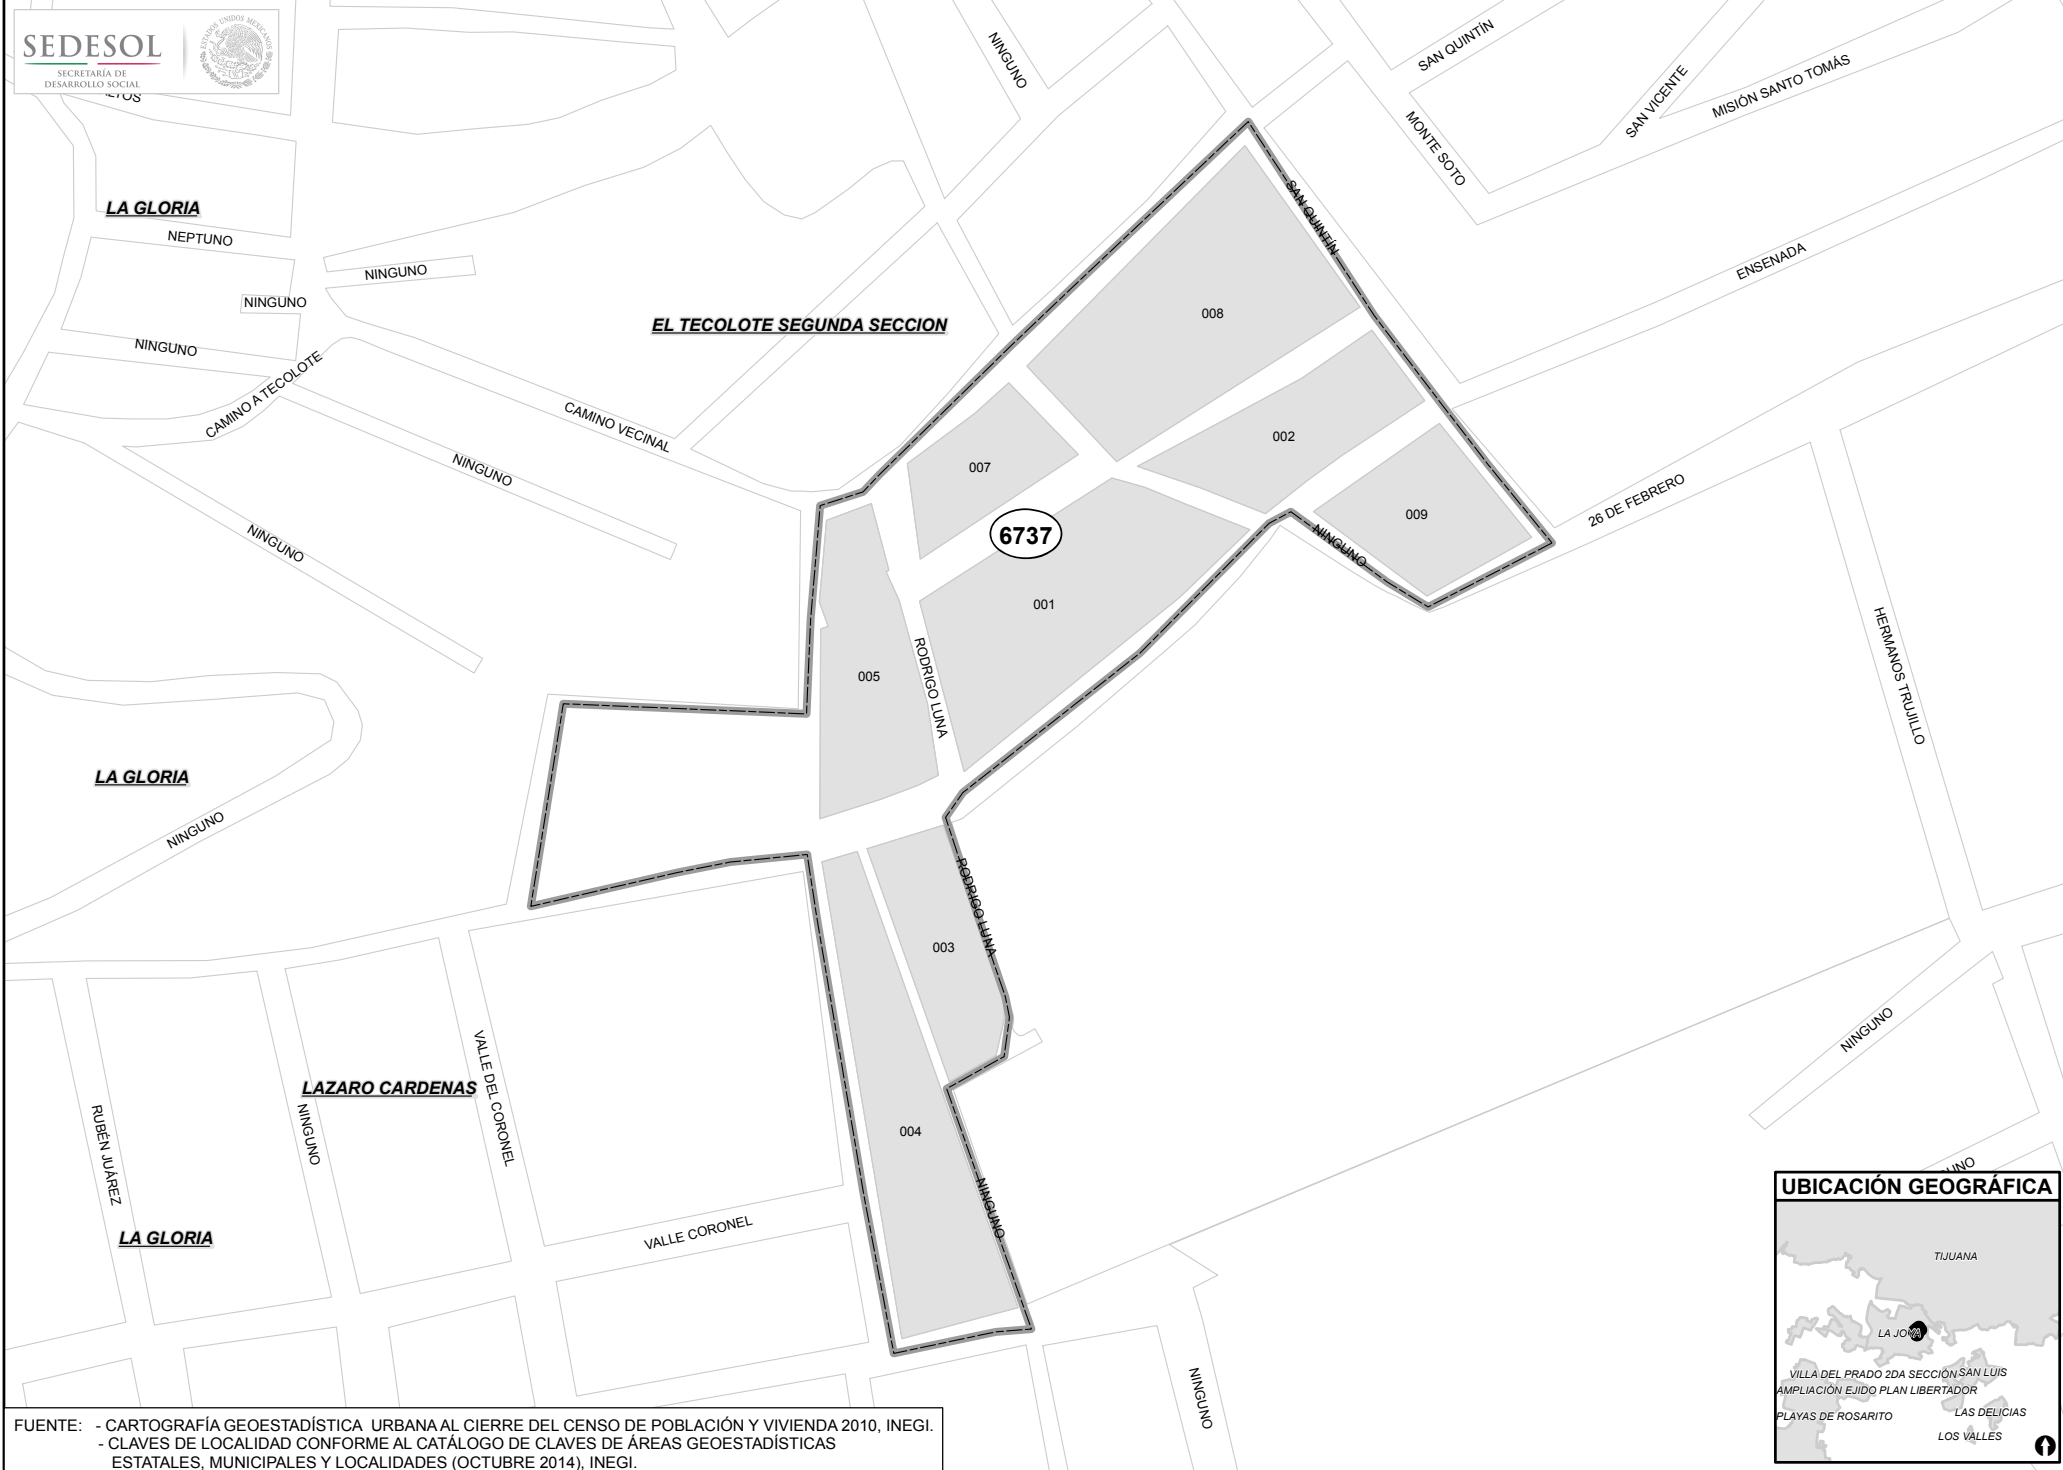 SEDESOL
SECRETARÍA DE
DESARROLLO SOCIAL
ESTADOS UNIDOS MEXICANOS
NINGUNO
SAN QUINTÍN
SAN VICENTE
MISIÓN SANTO TOMÁS
MONTE SOTO
LA GLORIA
NEPTUNO
NINGUNO
NINGUNO
NINGUNO
CAMINO A TECOLOTE
EL TECOLOTE SEGUNDA SECCION
SAN QUINTÍN
ENSENADA
008
CAMINO VECINAL
NINGUNO
007
002
009
26 DE FEBRERO
6737
NINGUNO
NINGUNO
001
005
RODRIGO LUNA
HERMANOS TRUJILLO
LA GLORIA
NINGUNO
RODRIGO LUNA
003
NINGUNO
LAZARO CARDENAS
VALLE DEL CORONEL
RUBÉN JUÁREZ
NINGUNO
004
NINGUNO
LA GLORIA
VALLE CORONEL
NINGUNO
UBICACIÓN GEOGRÁFICA
TIJUANA
LA JOYA
VILLA DEL PRADO 2DA SECCIÓN
SAN LUIS
AMPLIACIÓN EJIDO PLAN LIBERTADOR
PLAYAS DE ROSARITO
LAS DELICIAS
LOS VALLES
FUENTE: - CARTOGRAFÍA GEOESTADÍSTICA URBANA AL CIERRE DEL CENSO DE POBLACIÓN Y VIVIENDA 2010, INEGI.
- CLAVES DE LOCALIDAD CONFORME AL CATÁLOGO DE CLAVES DE ÁREAS GEOESTADÍSTICAS
ESTATALES, MUNICIPALES Y LOCALIDADES (OCTUBRE 2014), INEGI.